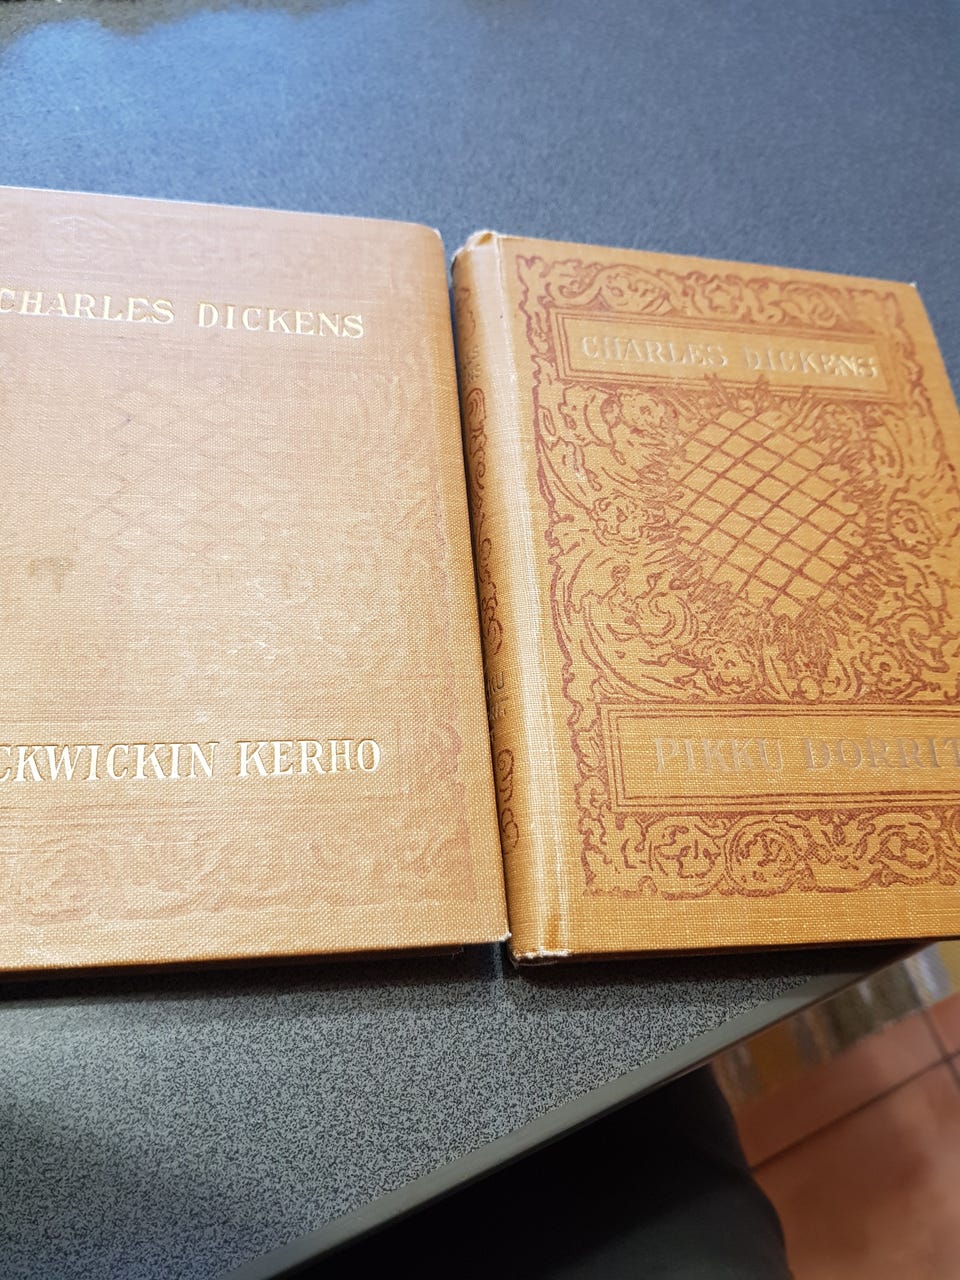 CHARLES DICKENS
CKWICKIN KERHO
CHARLES DICKENS
PIKKU DORRIT